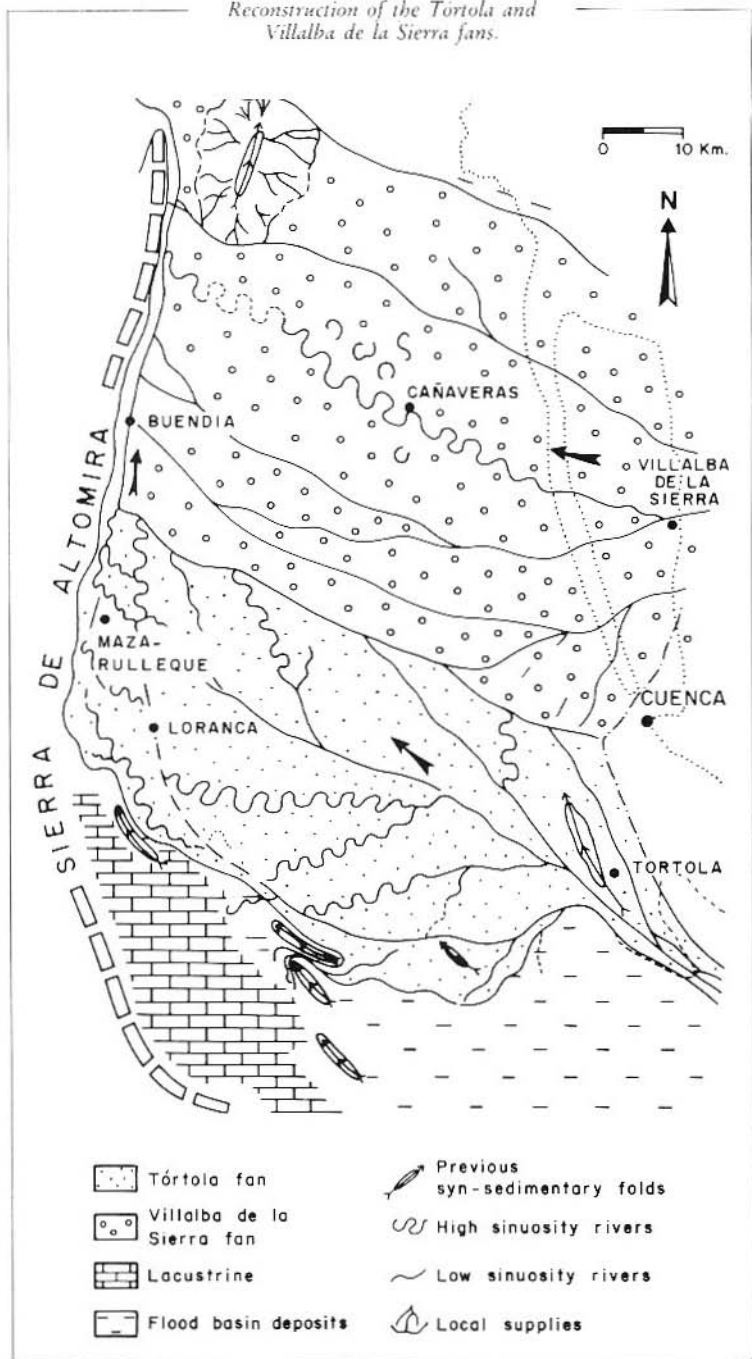 Reconstruction of the Tórtola and
Villalba de la Sierra fans.
0 10 Km.
N
CAÑAVERAS
BUENDIA
VILLALBA
DE LA
SIERRA
SIERRA DE ALTOMIRA
MAZA-
RULLEQUE
CUENCA
LORANCA
TORTOLA
Tórtola fan
Villalba de la
Sierra fan
Lacustrine
Flood basin deposits
Previous
syn-sedimentary folds
High sinuosity rivers
Low sinuosity rivers
Local supplies